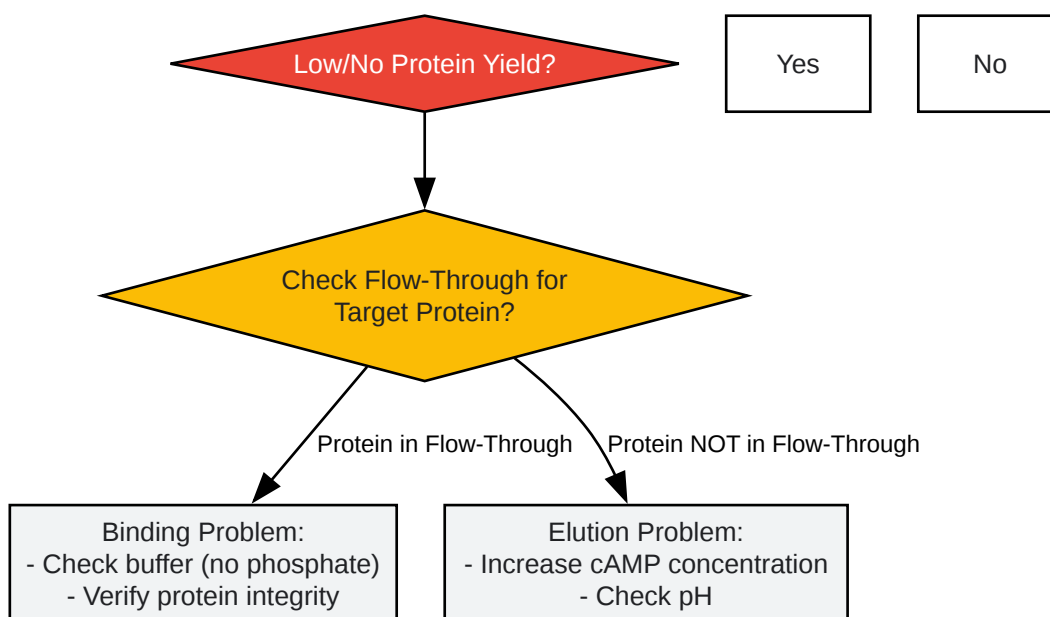 Low/No Protein Yield?
Yes
No
Check Flow-Through for
Target Protein?
Protein in Flow-Through
Protein NOT in Flow-Through
Binding Problem:
- Check buffer (no phosphate)
- Verify protein integrity
Elution Problem:
- Increase cAMP concentration
- Check pH